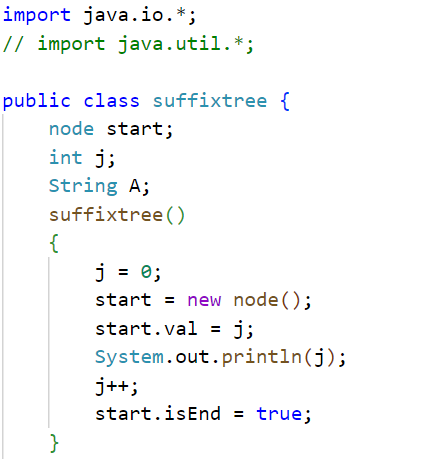 import java.io.*;
// import java.util.*;
public class suffixtree {
node start;
int j;
String A;
suffixtree()
{
j = 0;
start = new node();
start.val = j;
System.out.println(j);
j++;
start.isEnd = true;
}